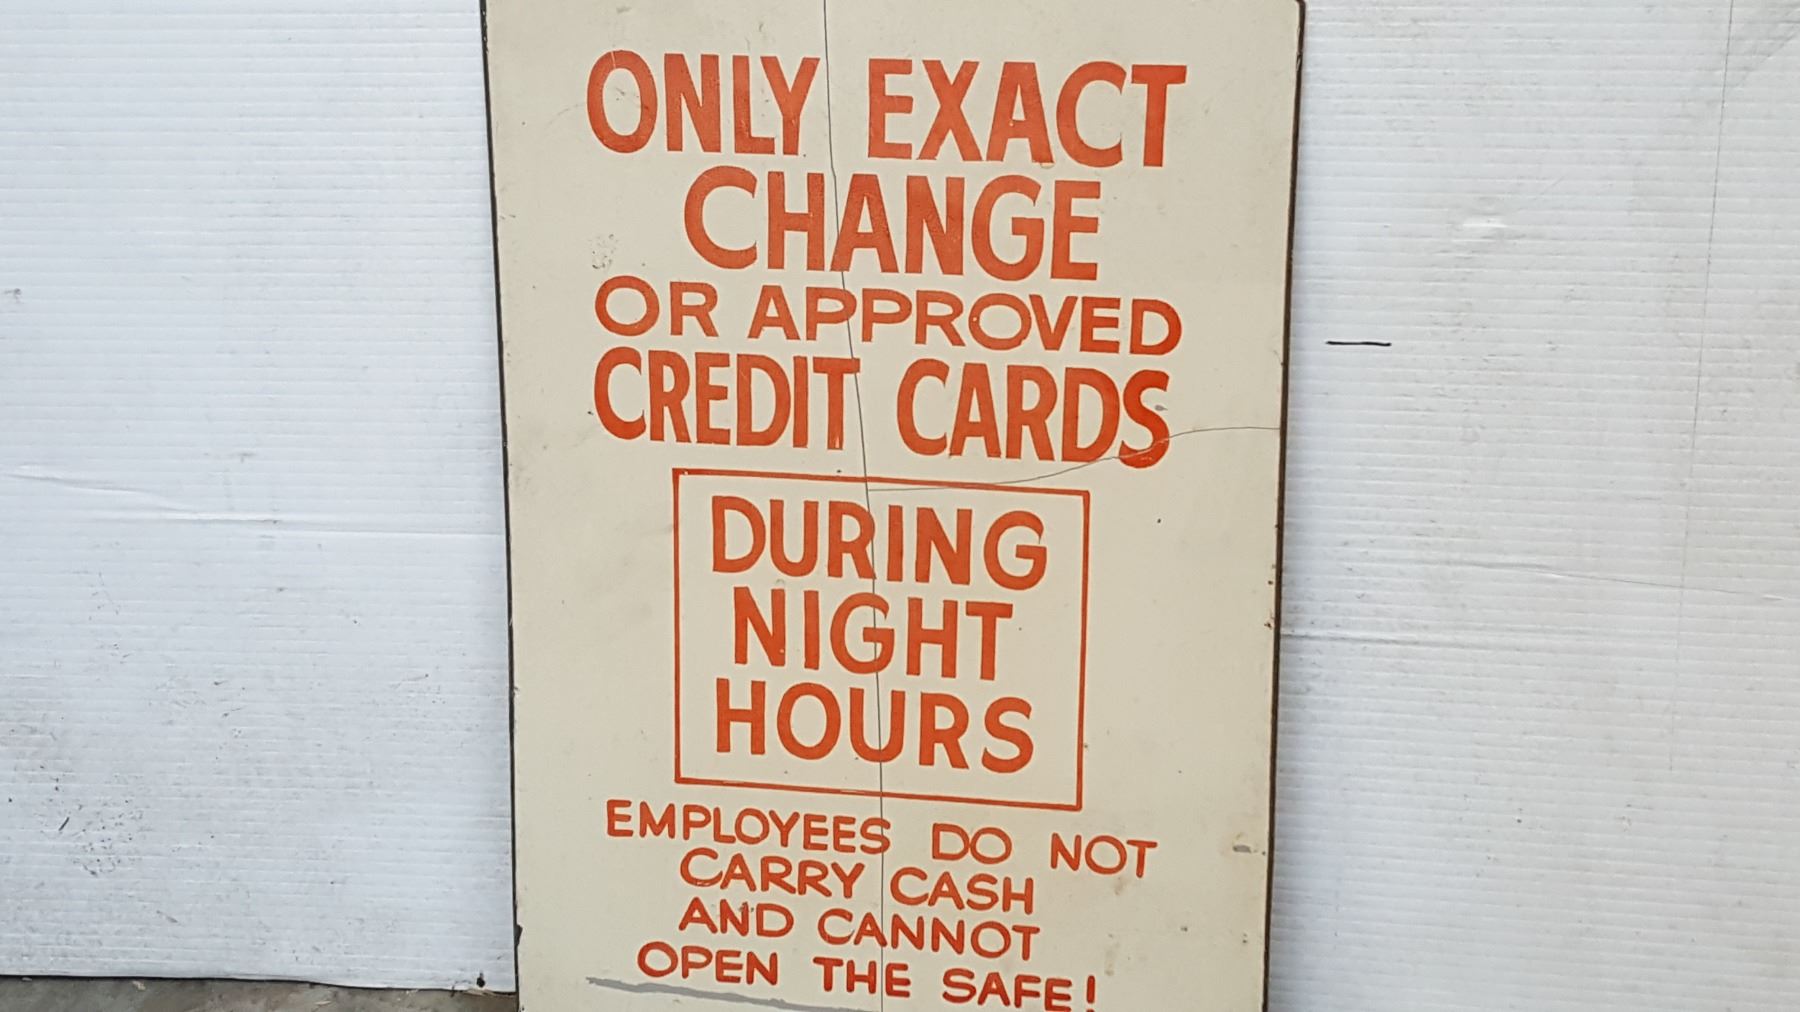 ONLY EXACT
CHANGE
OR APPROVED
CREDIT CARDS
DURING
NIGHT
HOURS
EMPLOYEES DO NOT
CARRY CASH
AND CANNOT
OPEN THE SAFE!